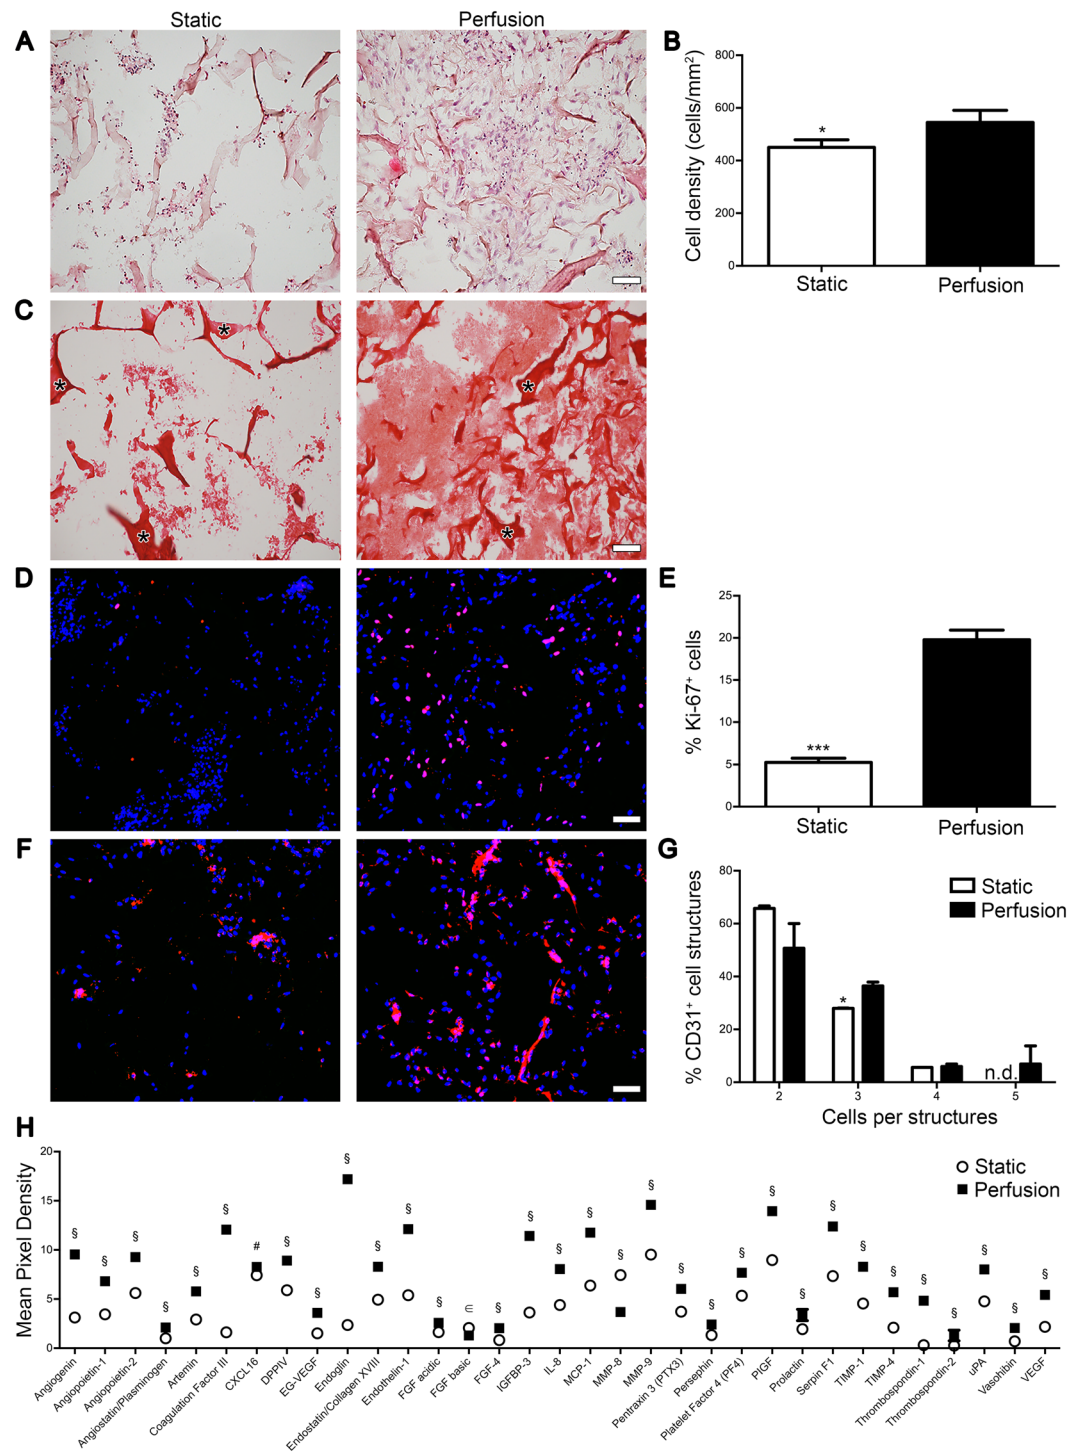 Static
Perfusion
A
B
Cell density (cells/mm²)
800
600
400
200
0
*
Static
Perfusion
C
*
*
*
*
*
D
E
% Ki-67⁺ cells
25
20
15
10
5
0
***
Static
Perfusion
F
G
% CD31⁺ cell structures
80
60
40
20
0
Static
Perfusion
*
n.d.
2
3
4
5
Cells per structures
H
Mean Pixel Density
20
15
10
5
0
Static
Perfusion
§ § § § § § # § § § § § § ∈ § § § § § § § § § § § § § § § § § § §
Angiogenin
Angiopoietin-1
Angiopoietin-2
Angiostatin/Plasminogen
Artemin
Coagulation Factor III
CXCL16
DPPIV
EG-VEGF
Endoglin
Endostatin/Collagen XVIII
Endothelin-1
FGF acidic
FGF basic
FGF-4
IGFBP-3
IL-8
MCP-1
MMP-8
MMP-9
Pentraxin 3 (PTX3)
Persephin
Platelet Factor 4 (PF4)
PlGF
Prolactin
Serpin F1
TIMP-1
TIMP-4
Thrombospondin-1
Thrombospondin-2
uPA
Vasohibin
VEGF